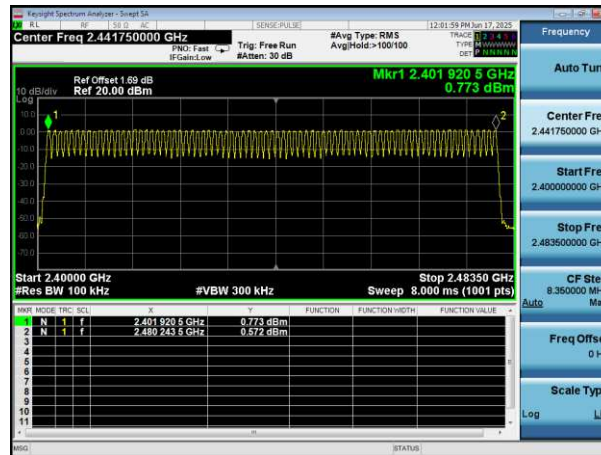 Keysight Spectrum Analyzer - Swept SA
RL RF 50 Ω AC SENSE:PULSE 12:01:59 PM Jun 17, 2025
Center Freq 2.441750000 GHz #Avg Type: RMS TRACE 1 2 3 4 5 6
PNO: Fast Trig: Free Run Avg|Hold:>100/100 TYPE M W W W W W
IFGain:Low #Atten: 30 dB DET P N N N N N
Frequency
Auto Tun
Ref Offset 1.69 dB Mkr1 2.401 920 5 GHz
10 dB/div Ref 20.00 dBm 0.773 dBm
Log
10.0
0.00
-10.0
-20.0
-30.0
-40.0
-50.0
-60.0
-70.0
1
2
Center Fre
2.441750000 GH
Start Fre
2.400000000 GH
Stop Fre
2.483500000 GH
Start 2.40000 GHz Stop 2.48350 GHz
#Res BW 100 kHz #VBW 300 kHz Sweep 8.000 ms (1001 pts)
CF Ste
8.350000 MH
Auto Ma
MKR MODE TRC SCL X Y FUNCTION FUNCTION WIDTH FUNCTION VALUE
1 N 1 f 2.401 920 5 GHz 0.773 dBm
2 N 1 f 2.480 243 5 GHz 0.572 dBm
3
4
5
6
7
8
9
10
11
Freq Offse
0 H
Scale Typ
Log Li
MSG STATUS